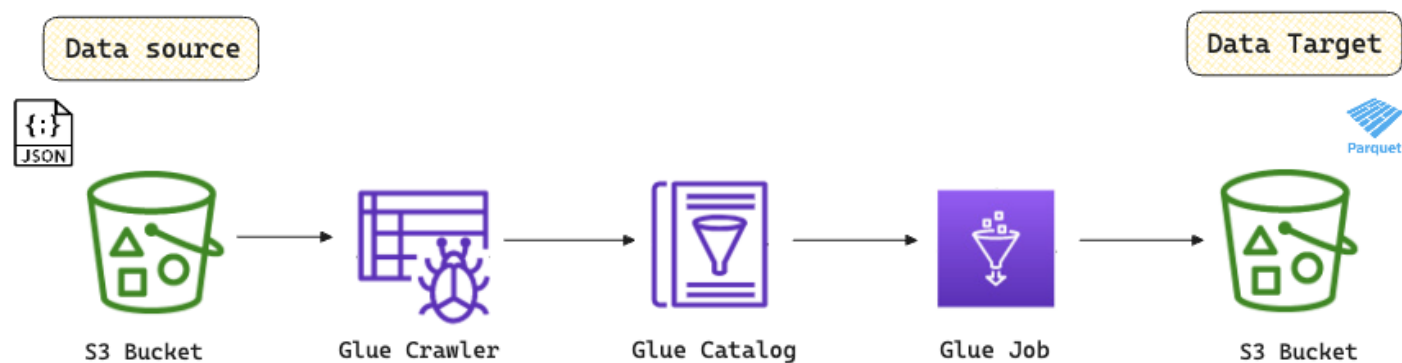 Data source
Data Target
{:}
JSON
Parquet
S3 Bucket
Glue Crawler
Glue Catalog
Glue Job
S3 Bucket